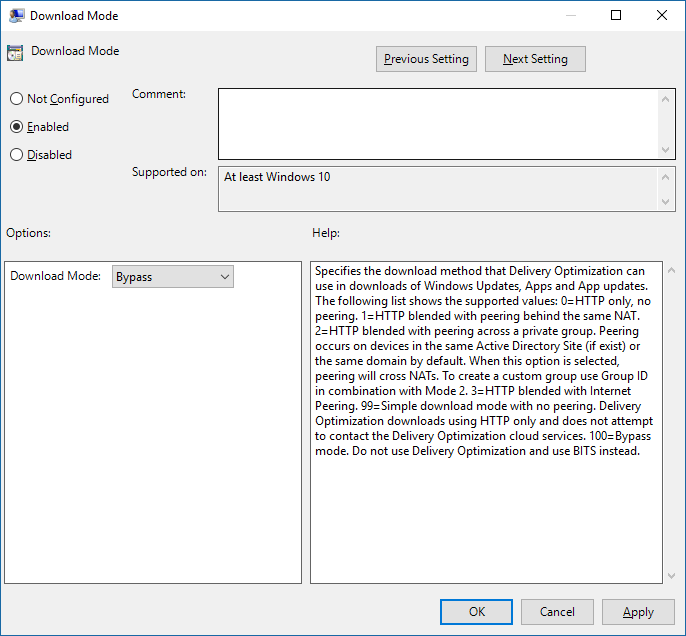 Download Mode
Download Mode
Previous Setting
Next Setting
Not Configured
Enabled
Disabled
Comment:
Supported on:
At least Windows 10
Options:
Help:
Download Mode:
Bypass
Specifies the download method that Delivery Optimization can
use in downloads of Windows Updates, Apps and App updates.
The following list shows the supported values: 0=HTTP only, no
peering. 1=HTTP blended with peering behind the same NAT.
2=HTTP blended with peering across a private group. Peering
occurs on devices in the same Active Directory Site (if exist) or
the same domain by default. When this option is selected,
peering will cross NATs. To create a custom group use Group ID
in combination with Mode 2. 3=HTTP blended with Internet
Peering. 99=Simple download mode with no peering. Delivery
Optimization downloads using HTTP only and does not attempt
to contact the Delivery Optimization cloud services. 100=Bypass
mode. Do not use Delivery Optimization and use BITS instead.
OK
Cancel
Apply